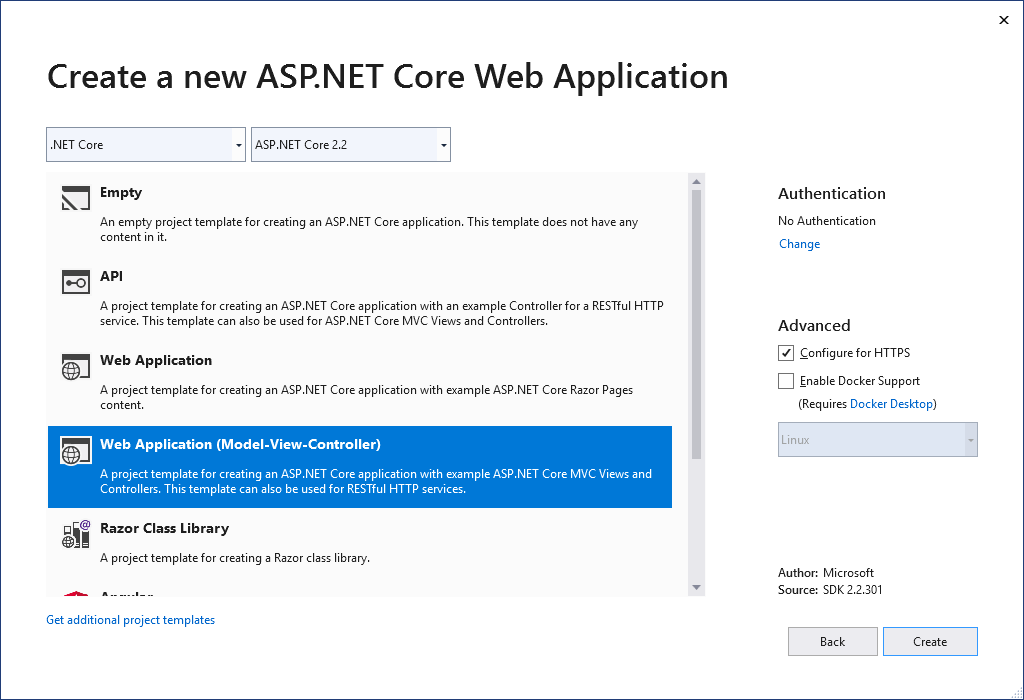 Create a new ASP.NET Core Web Application
.NET Core
ASP.NET Core 2.2
Empty
An empty project template for creating an ASP.NET Core application. This template does not have any
content in it.
API
A project template for creating an ASP.NET Core application with an example Controller for a RESTful HTTP
service. This template can also be used for ASP.NET Core MVC Views and Controllers.
Web Application
A project template for creating an ASP.NET Core application with example ASP.NET Core Razor Pages
content.
Web Application (Model-View-Controller)
A project template for creating an ASP.NET Core application with example ASP.NET Core MVC Views and
Controllers. This template can also be used for RESTful HTTP services.
Razor Class Library
A project template for creating a Razor class library.
Angular
Get additional project templates
Authentication
No Authentication
Change
Advanced
Configure for HTTPS
Enable Docker Support
(Requires Docker Desktop)
Linux
Author: Microsoft
Source: SDK 2.2.301
Back
Create